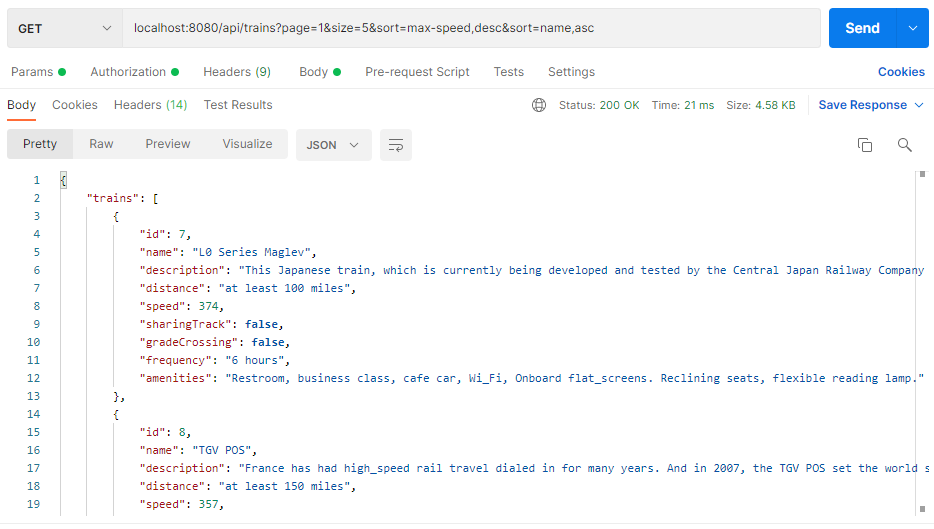 GET localhost:8080/api/trains?page=1&size=5&sort=max-speed,desc&sort=name,asc Send
Params Authorization Headers (9) Body Pre-request Script Tests Settings Cookies
Body Cookies Headers (14) Test Results Status: 200 OK Time: 21 ms Size: 4.58 KB Save Response
Pretty Raw Preview Visualize JSON
1 {
2 "trains": [
3 {
4 "id": 7,
5 "name": "L0 Series Maglev",
6 "description": "This Japanese train, which is currently being developed and tested by the Central Japan Railway Company
7 "distance": "at least 100 miles",
8 "speed": 374,
9 "sharingTrack": false,
10 "gradeCrossing": false,
11 "frequency": "6 hours",
12 "amenities": "Restroom, business class, cafe car, Wi_Fi, Onboard flat_screens. Reclining seats, flexible reading lamp."
13 },
14 {
15 "id": 8,
16 "name": "TGV POS",
17 "description": "France has had high_speed rail travel dialed in for many years. And in 2007, the TGV POS set the world s
18 "distance": "at least 150 miles",
19 "speed": 357,